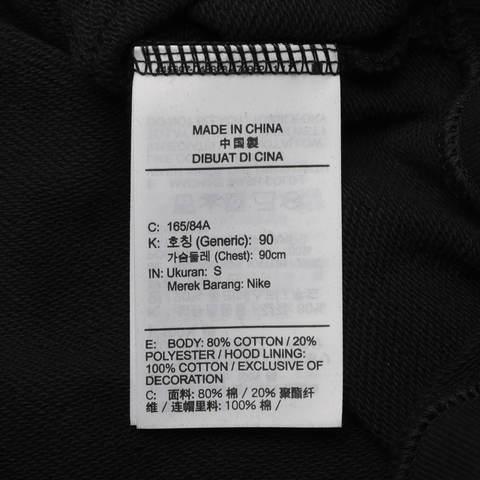 MADE IN CHINA
中国製
DIBUAT DI CINA
C: 165/84A
K: 호칭 (Generic): 90
가슴둘레 (Chest): 90cm
IN: Ukuran: S
Merek Barang: Nike
E: BODY: 80% COTTON / 20%
POLYESTER / HOOD LINING:
100% COTTON / EXCLUSIVE OF
DECORATION
C: 面料: 80% 棉 / 20% 聚酯纤
维 / 连帽里料: 100% 棉 /